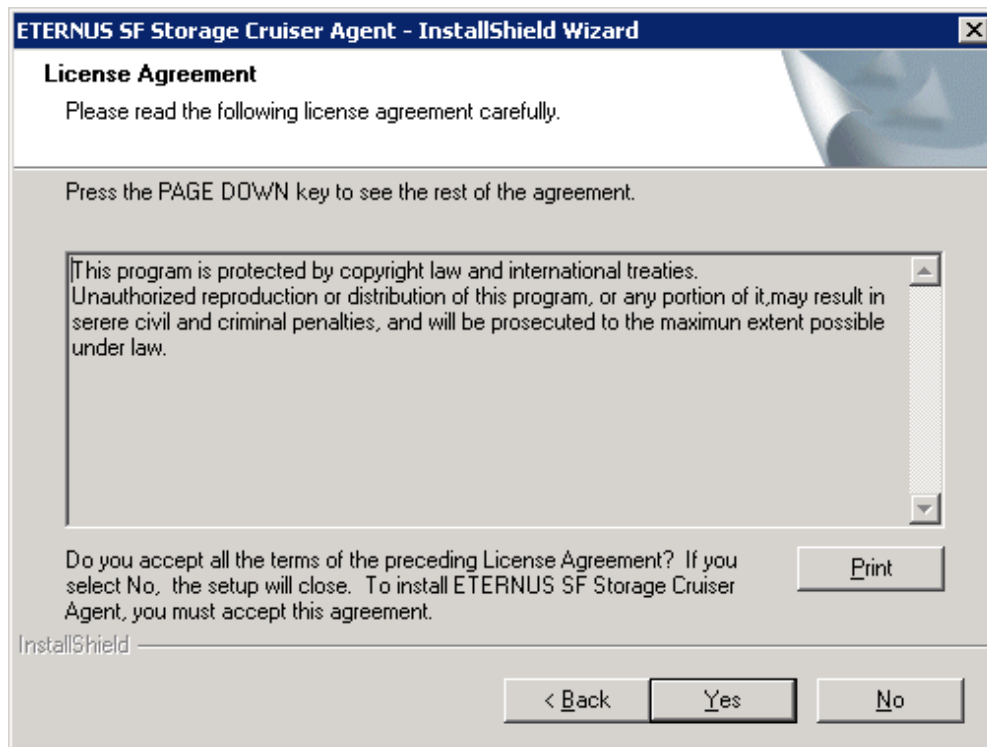 ETERNUS SF Storage Cruiser Agent - InstallShield Wizard
License Agreement
Please read the following license agreement carefully.
Press the PAGE DOWN key to see the rest of the agreement.
This program is protected by copyright law and international treaties.
Unauthorized reproduction or distribution of this program, or any portion of it,may result in
serere civil and criminal penalties, and will be prosecuted to the maximun extent possible
under law.
Do you accept all the terms of the preceding License Agreement?  If you
select No,  the setup will close.  To install ETERNUS SF Storage Cruiser
Agent, you must accept this agreement.
Print
InstallShield
< Back
Yes
No